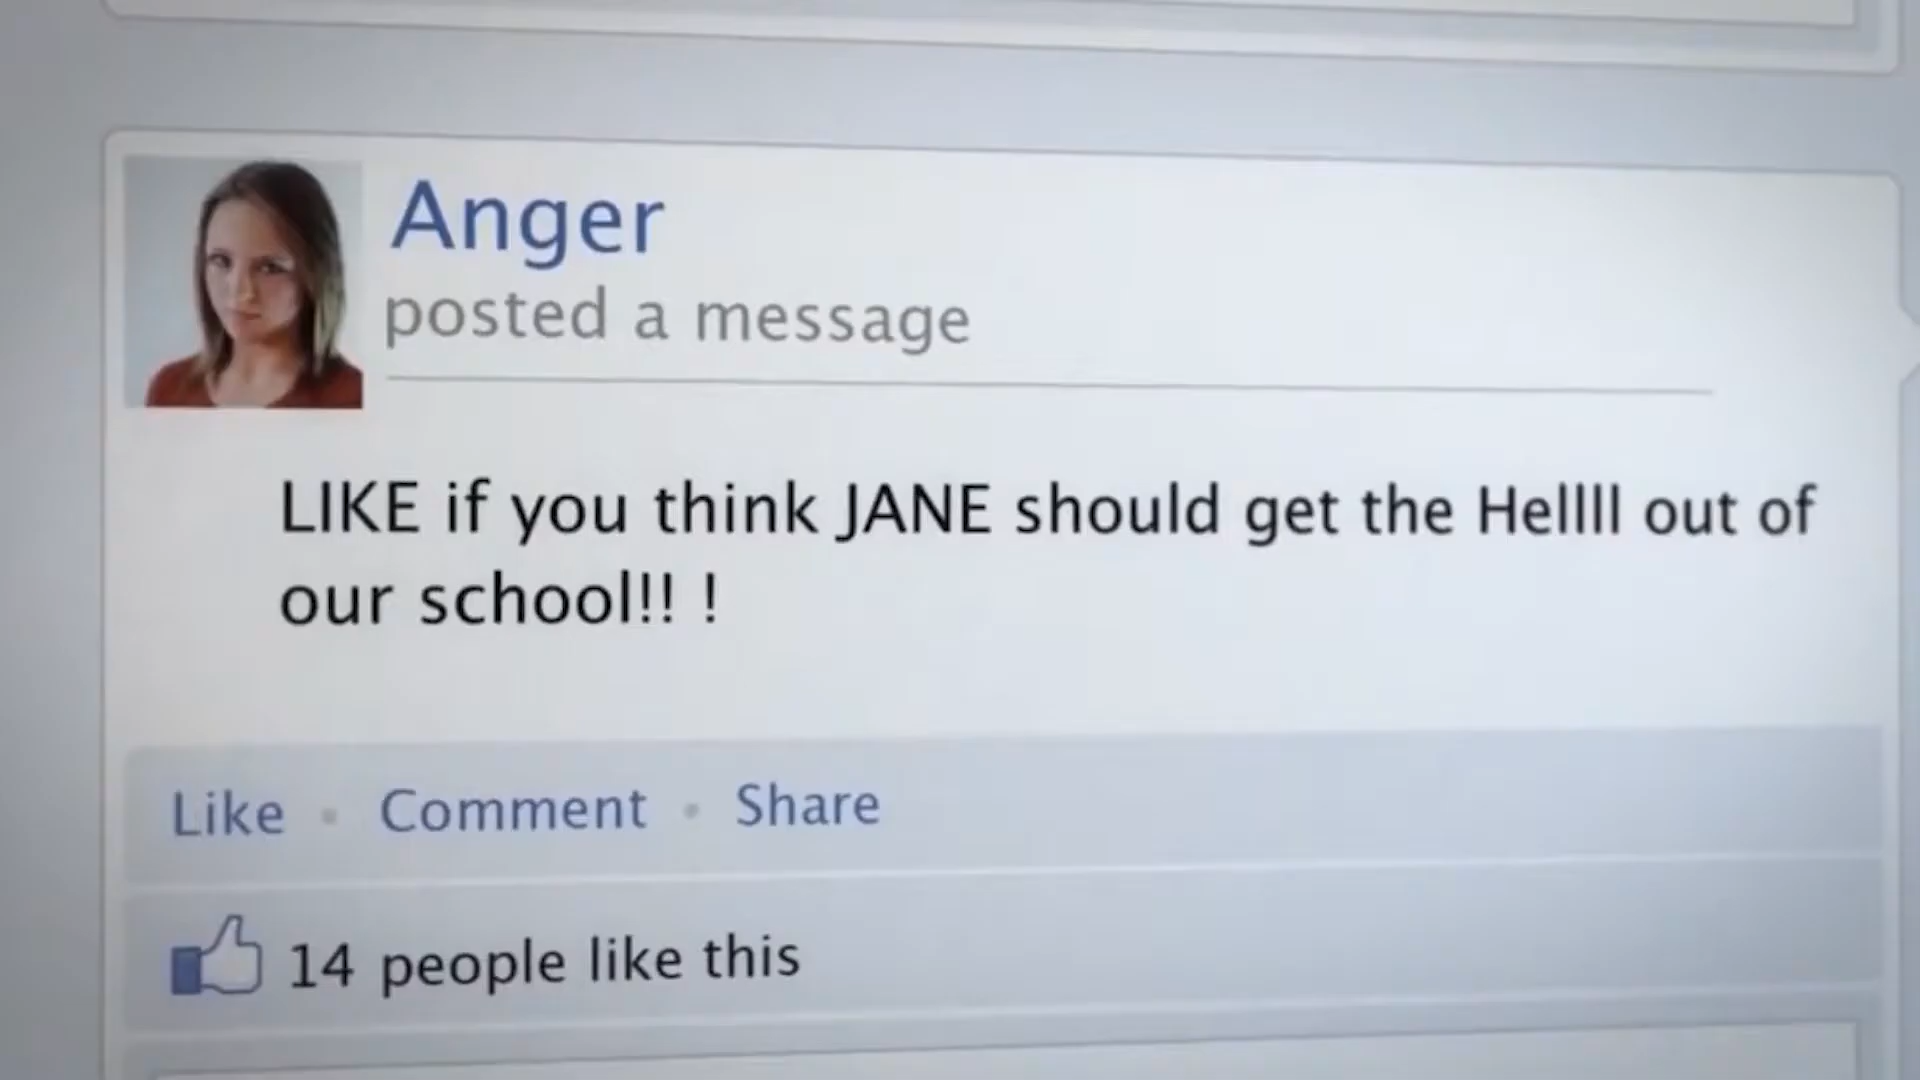 Anger
posted a message
LIKE if you think JANE should get the Hellll out of
our school!! !
Like • Comment • Share
14 people like this